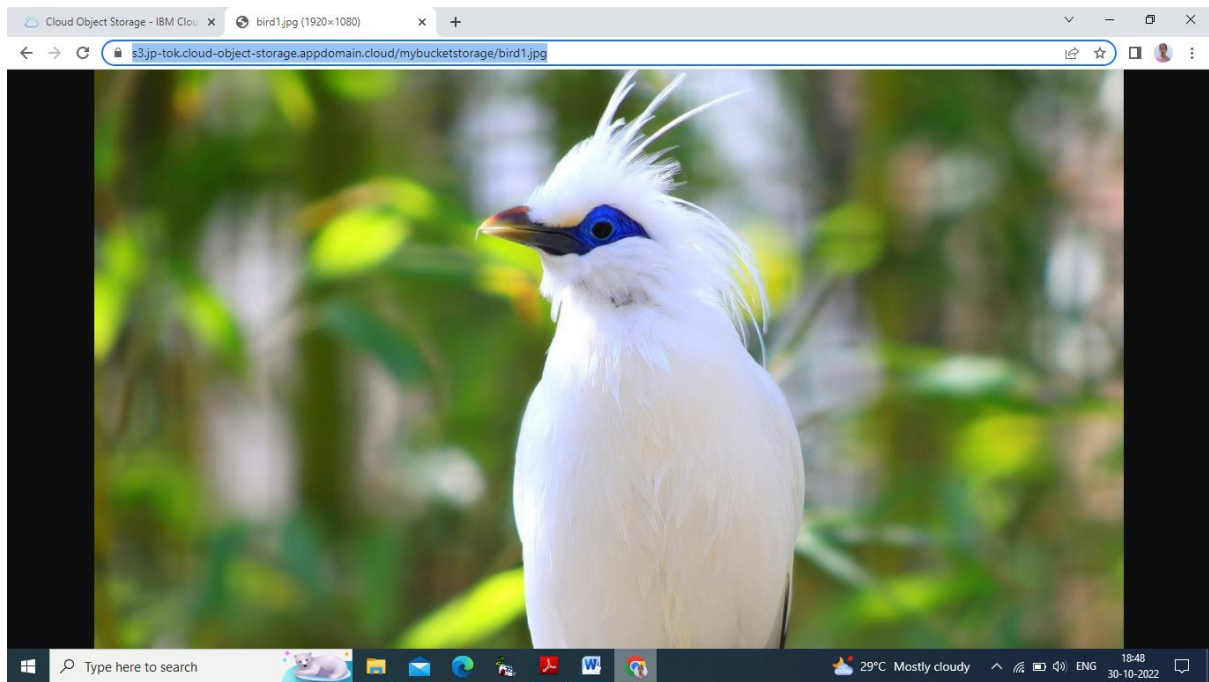 Cloud Object Storage - IBM Clou
bird1.jpg (1920×1080)
s3.jp-tok.cloud-object-storage.appdomain.cloud/mybucketstorage/bird1.jpg
Type here to search
29°C Mostly cloudy
ENG
18:48
30-10-2022